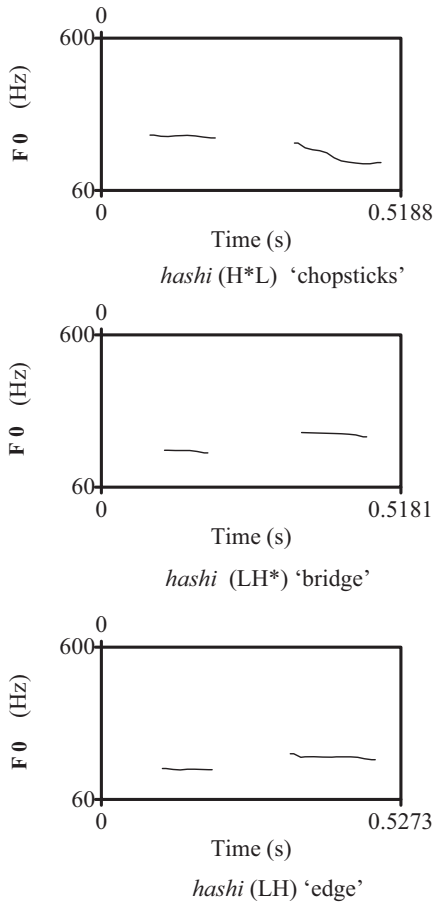 0
600
F0 (Hz)
60
0 0.5188
Time (s)
hashi (H*L) ‘chopsticks’
0
600
F0 (Hz)
60
0 0.5181
Time (s)
hashi (LH*) ‘bridge’
0
600
F0 (Hz)
60
0 0.5273
Time (s)
hashi (LH) ‘edge’